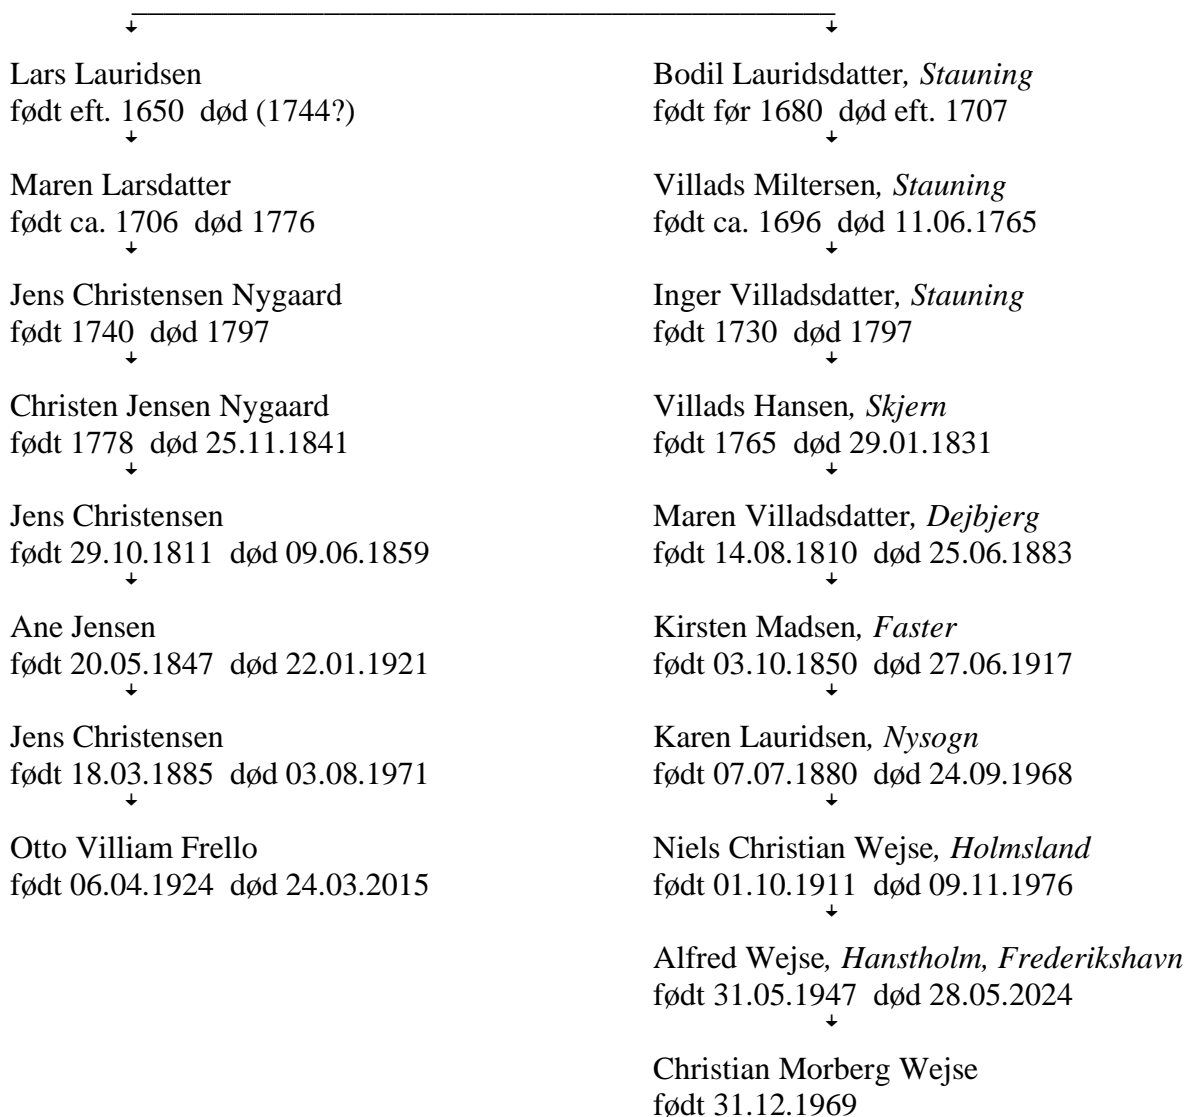 Lars Lauridsen
født eft. 1650 død (1744?)
Maren Larsdatter
født ca. 1706 død 1776
Jens Christensen Nygaard
født 1740 død 1797
Christen Jensen Nygaard
født 1778 død 25.11.1841
Jens Christensen
født 29.10.1811 død 09.06.1859
Ane Jensen
født 20.05.1847 død 22.01.1921
Jens Christensen
født 18.03.1885 død 03.08.1971
Otto Villiam Frello
født 06.04.1924 død 24.03.2015
Bodil Lauridsdatter, Stauning
født før 1680 død eft. 1707
Villads Miltersen, Stauning
født ca. 1696 død 11.06.1765
Inger Villadsdatter, Stauning
født 1730 død 1797
Villads Hansen, Skjern
født 1765 død 29.01.1831
Maren Villadsdatter, Dejbjerg
født 14.08.1810 død 25.06.1883
Kirsten Madsen, Faster
født 03.10.1850 død 27.06.1917
Karen Lauridsen, Nysogn
født 07.07.1880 død 24.09.1968
Niels Christian Wejse, Holmsland
født 01.10.1911 død 09.11.1976
Alfred Wejse, Hanstholm, Frederikshavn
født 31.05.1947 død 28.05.2024
Christian Morberg Wejse
født 31.12.1969